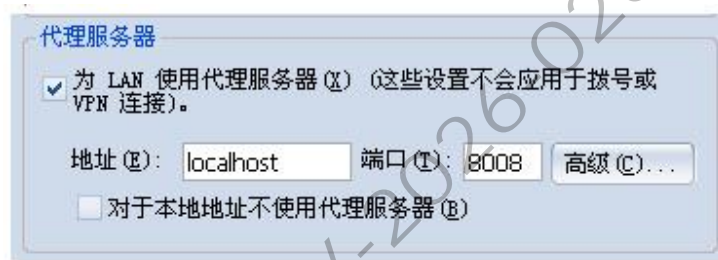 代理服务器
为 LAN 使用代理服务器(X) (这些设置不会应用于拨号或
VPN 连接)。
地址(E): localhost 端口(T): 8008 高级(C)...
对于本地地址不使用代理服务器(B)